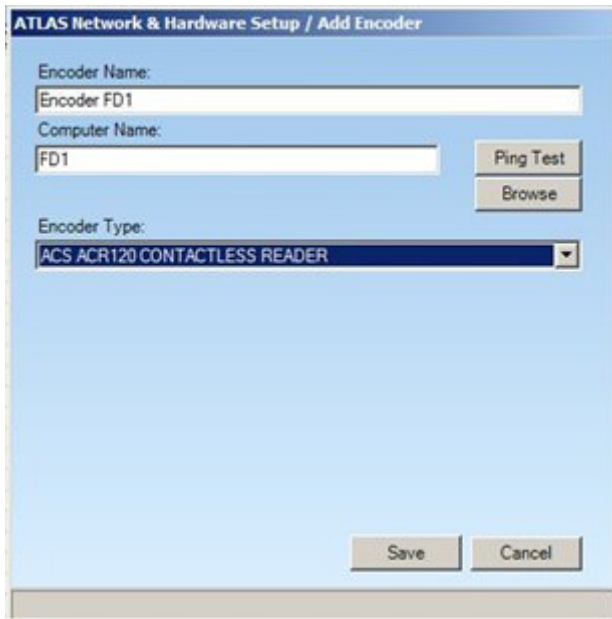 ATLAS Network & Hardware Setup / Add Encoder
Encoder Name:
Encoder FD1
Computer Name:
FD1
Ping Test
Browse
Encoder Type:
ACS ACR120 CONTACTLESS READER
Save
Cancel